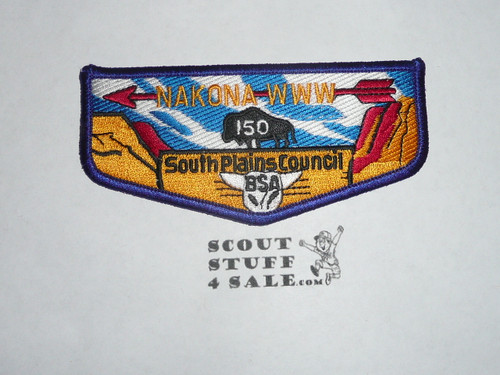 NAKONA WWW
150
South Plains Council
BSA
SCOUT
STUFF
4 SALE.com